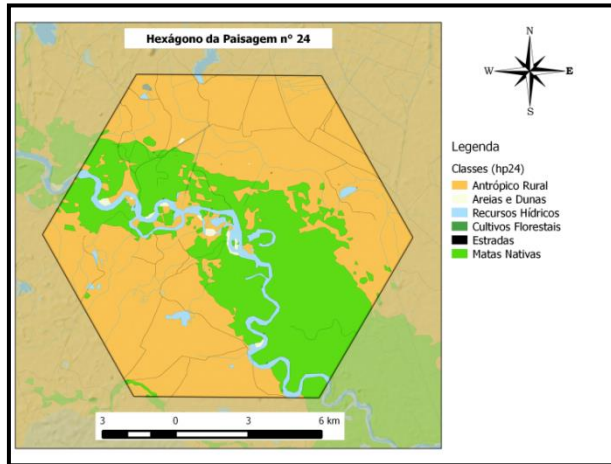 Hexágono da Paisagem n° 24
N
W
E
S
Legenda
Classes (hp24)
Antrópico Rural
Areias e Dunas
Recursos Hídricos
Cultivos Florestais
Estradas
Matas Nativas
3 0 3 6 km